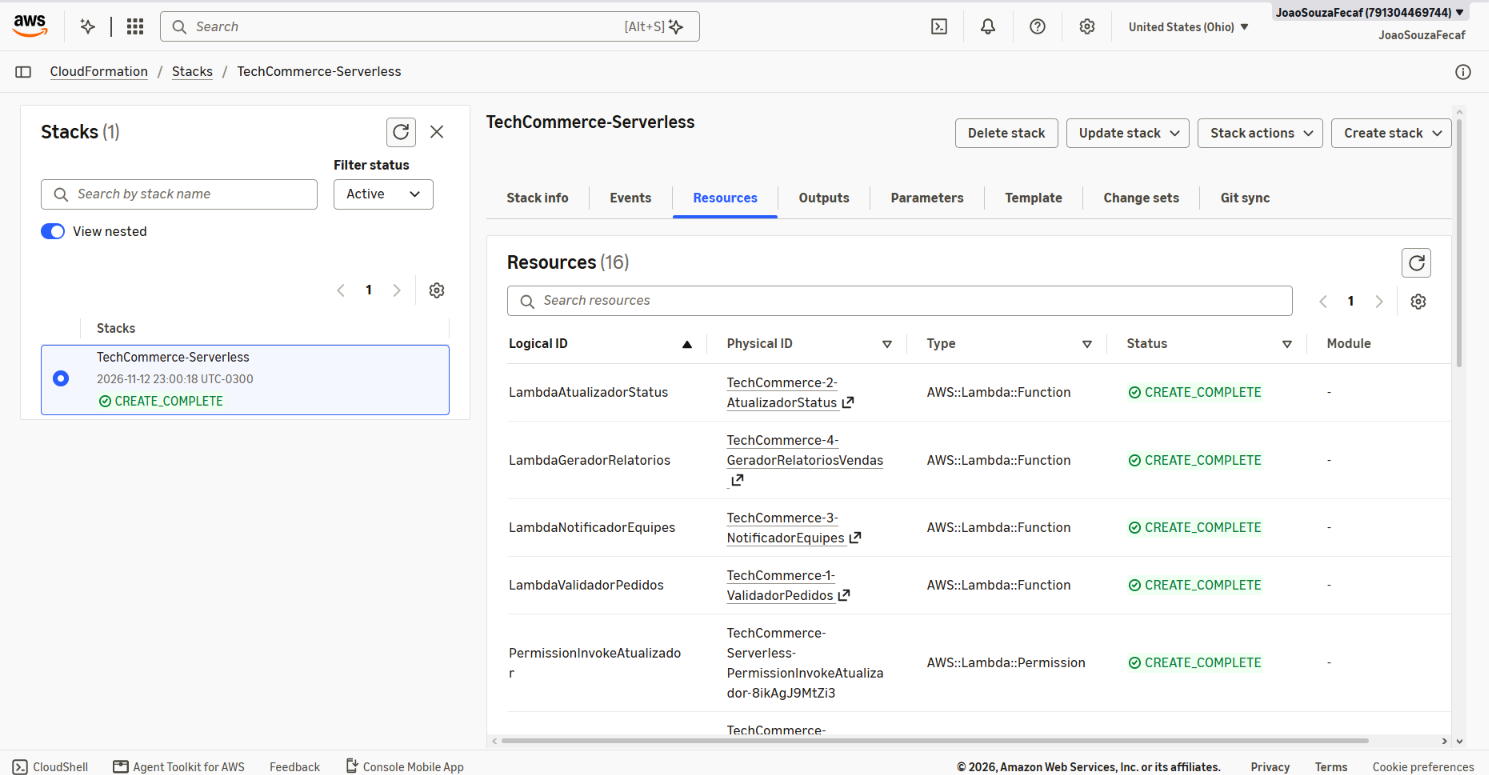 aws
Search
[Alt+S]
United States (Ohio) ▼
JoaoSouzaFecaf (791304469744) ▼
JoaoSouzaFecaf
CloudFormation / Stacks / TechCommerce-Serverless
Stacks (1)
Filter status
Search by stack name
Active
View nested
1
Stacks
TechCommerce-Serverless
2026-11-12 23:00:18 UTC-0300
CREATE_COMPLETE
TechCommerce-Serverless
Delete stack
Update stack
Stack actions
Create stack
Stack info
Events
Resources
Outputs
Parameters
Template
Change sets
Git sync
Resources (16)
Search resources
1
Logical ID
Physical ID
Type
Status
Module
LambdaAtualizadorStatus
TechCommerce-2-
AtualizadorStatus
AWS::Lambda::Function
CREATE_COMPLETE
-
LambdaGeradorRelatorios
TechCommerce-4-
GeradorRelatoriosVendas
AWS::Lambda::Function
CREATE_COMPLETE
-
LambdaNotificadorEquipes
TechCommerce-3-
NotificadorEquipes
AWS::Lambda::Function
CREATE_COMPLETE
-
LambdaValidadorPedidos
TechCommerce-1-
ValidadorPedidos
AWS::Lambda::Function
CREATE_COMPLETE
-
PermissionInvokeAtualizado
r
TechCommerce-
Serverless-
PermissionInvokeAtualiza
dor-8ikAgJ9MtZi3
AWS::Lambda::Permission
CREATE_COMPLETE
-
TechCommerce-
CloudShell
Agent Toolkit for AWS
Feedback
Console Mobile App
© 2026, Amazon Web Services, Inc. or its affiliates.
Privacy
Terms
Cookie preferences